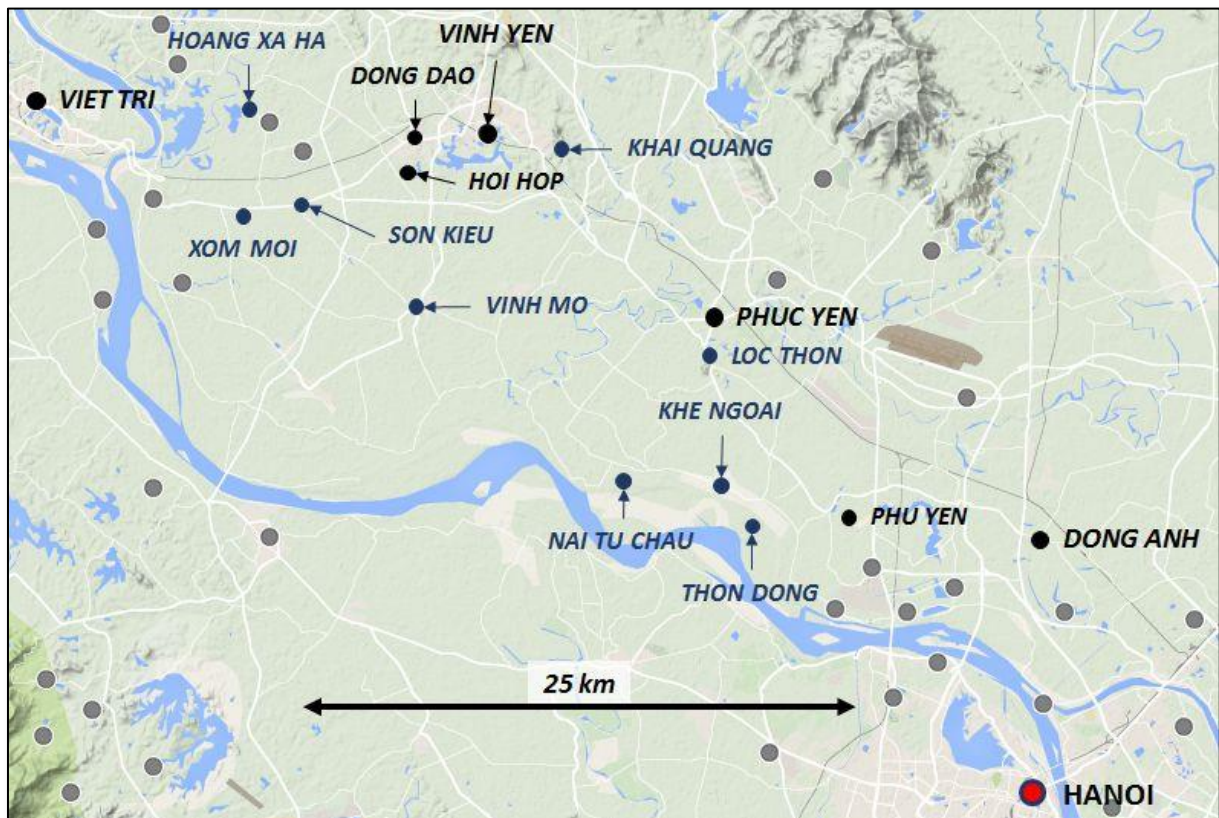 HOANG XA HA
VINH YEN
DONG DAO
VIET TRI
KHAI QUANG
HOI HOP
XOM MOI
SON KIEU
VINH MO
PHUC YEN
LOC THON
KHE NGOAI
NAI TU CHAU
PHU YEN
DONG ANH
THON DONG
25 km
HANOI